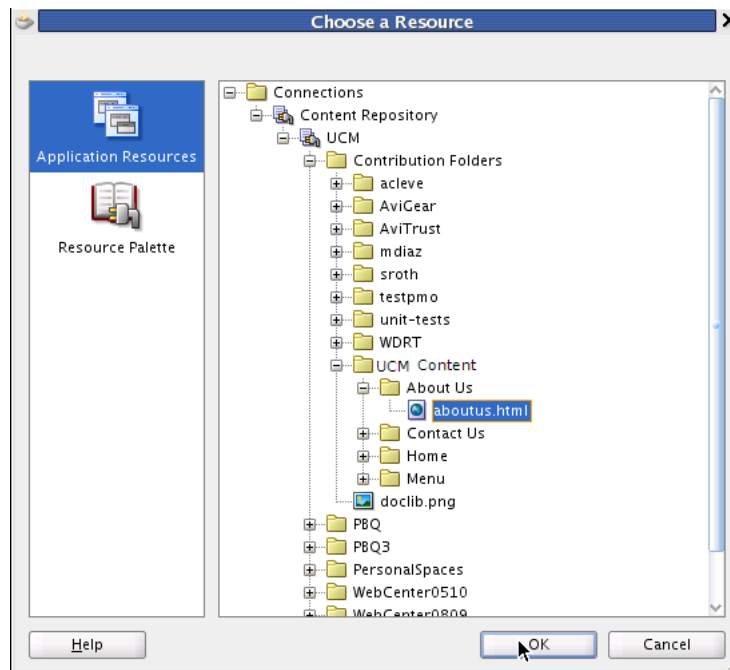 Choose a Resource
Application Resources
Resource Palette
Connections
Content Repository
UCM
Contribution Folders
acleve
AviGear
AviTrust
mdiaz
sroth
testpmo
unit-tests
WDRT
UCM Content
About Us
aboutus.html
Contact Us
Home
Menu
doclib.png
PBQ
PBQ3
PersonalSpaces
WebCenter0510
WebCenter0809
Help
OK
Cancel